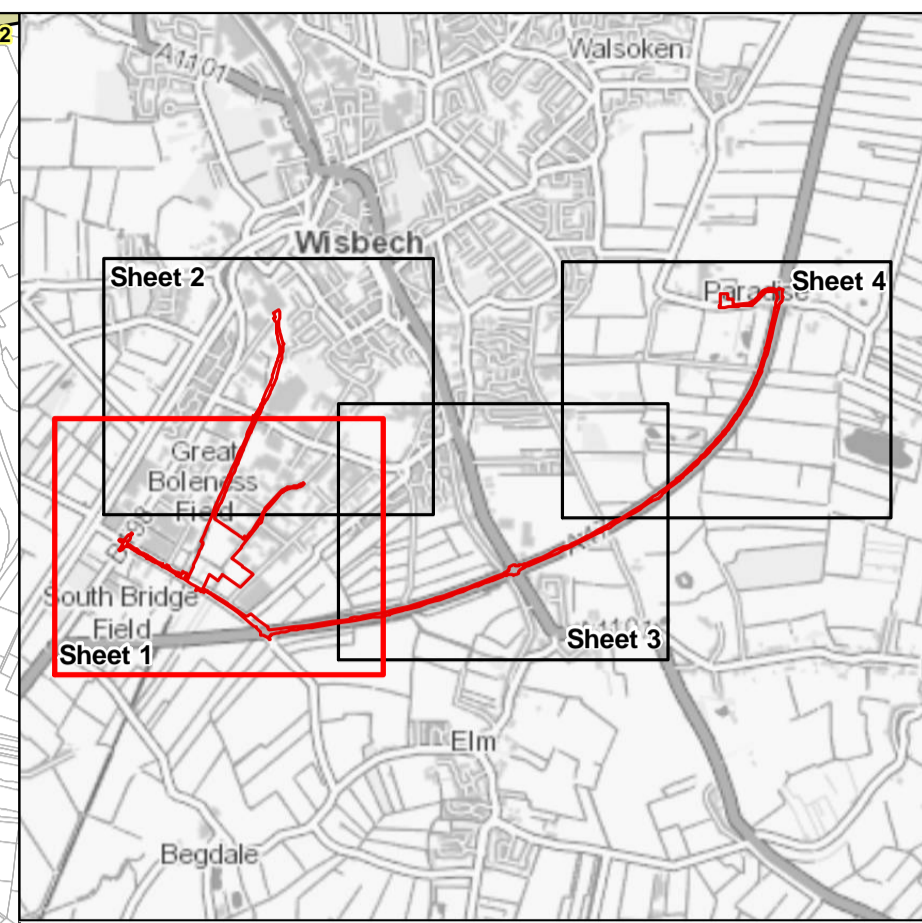 2
A1101
Walsoken
Wisbech
Sheet 2
Paradise
Sheet 4
Great
Boleness
Field
South Bridge
Field
Sheet 1
A47
Sheet 3
Elm
Begdale